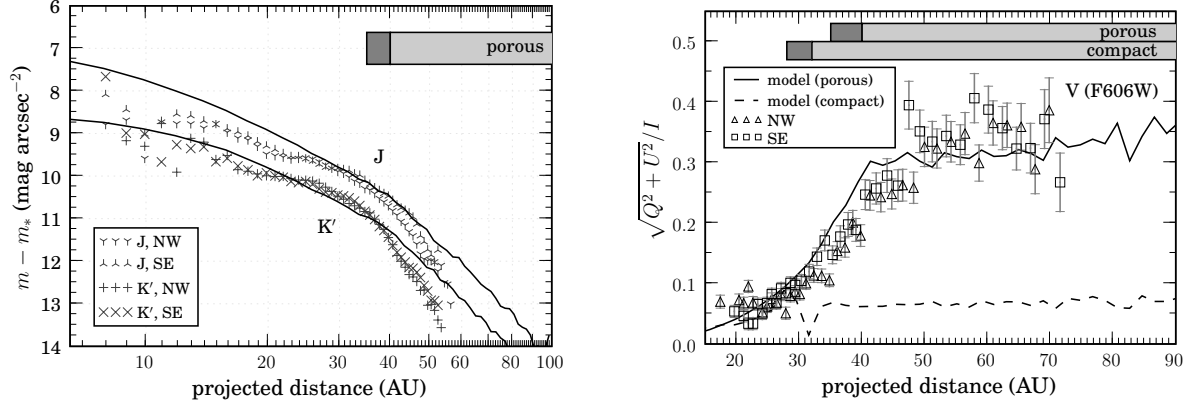 6
7
8
9
10
11
12
13
14
m − m* (mag arcsec−2)
porous
J
K′
J, NW
J, SE
K′, NW
K′, SE
10
20
30
40
50
60
80
100
projected distance (AU)
0.5
0.4
0.3
0.2
0.1
0.0
√Q2 + U2/I
porous
compact
model (porous)
model (compact)
NW
SE
V (F606W)
20
30
40
50
60
70
80
90
projected distance (AU)